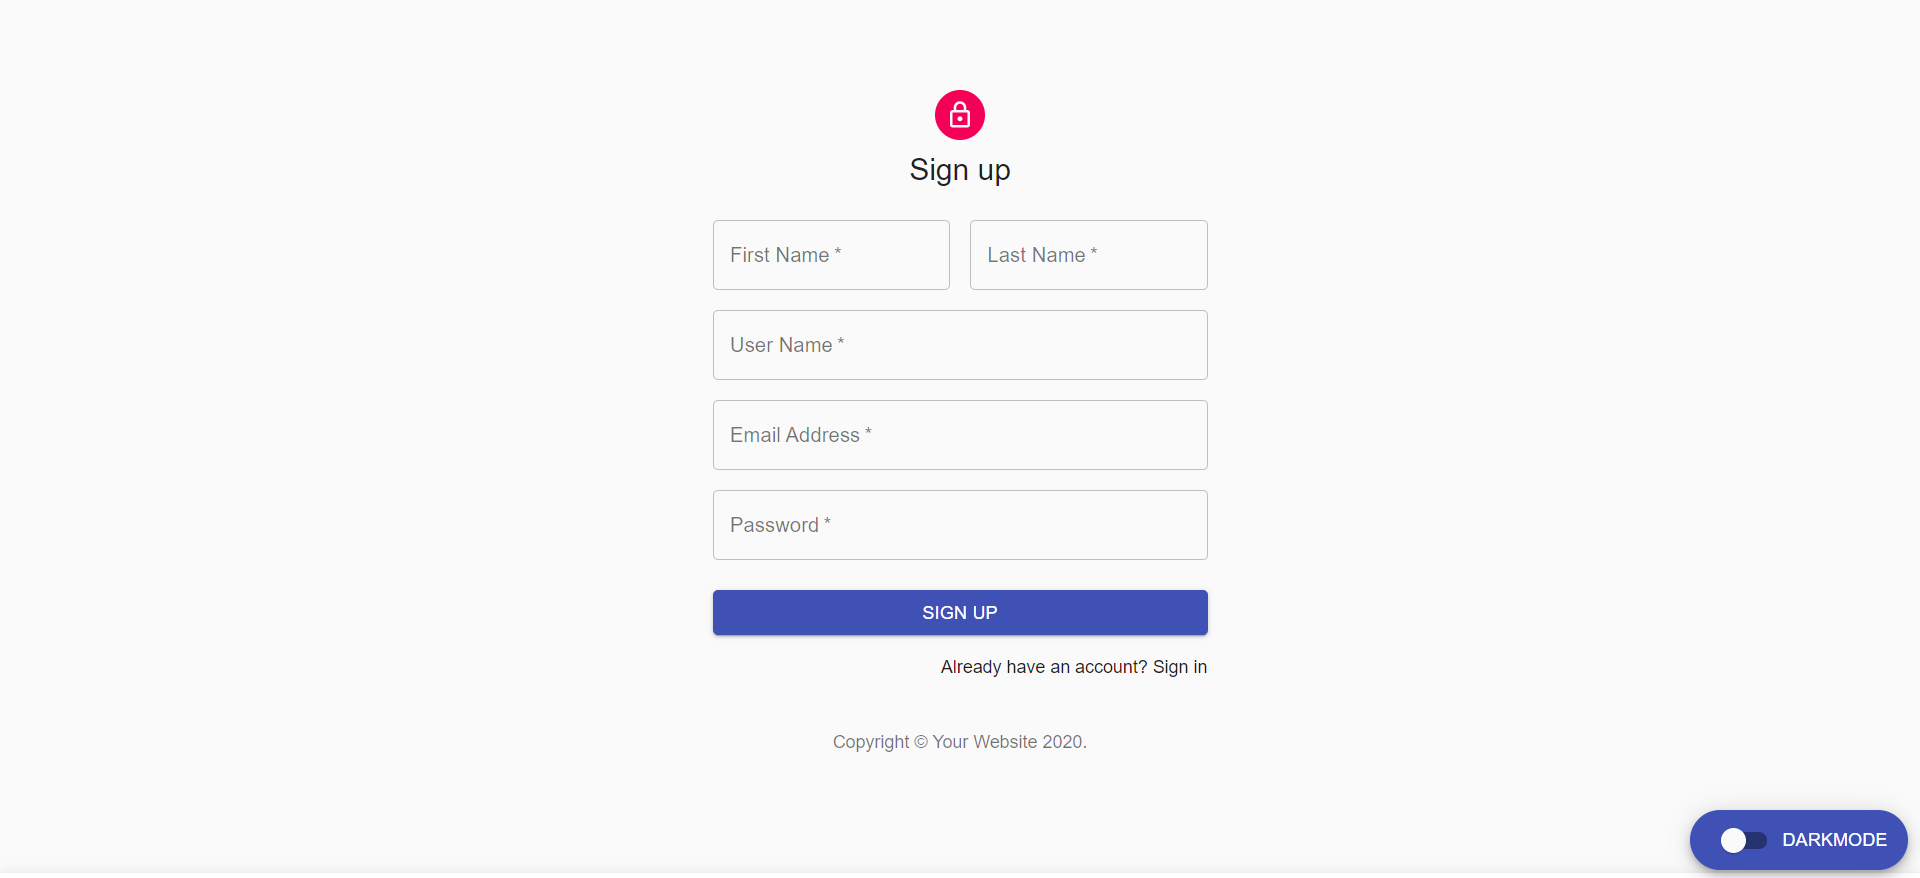 Sign up
First Name *
Last Name *
User Name *
Email Address *
Password *
SIGN UP
Already have an account? Sign in
Copyright © Your Website 2020.
DARKMODE